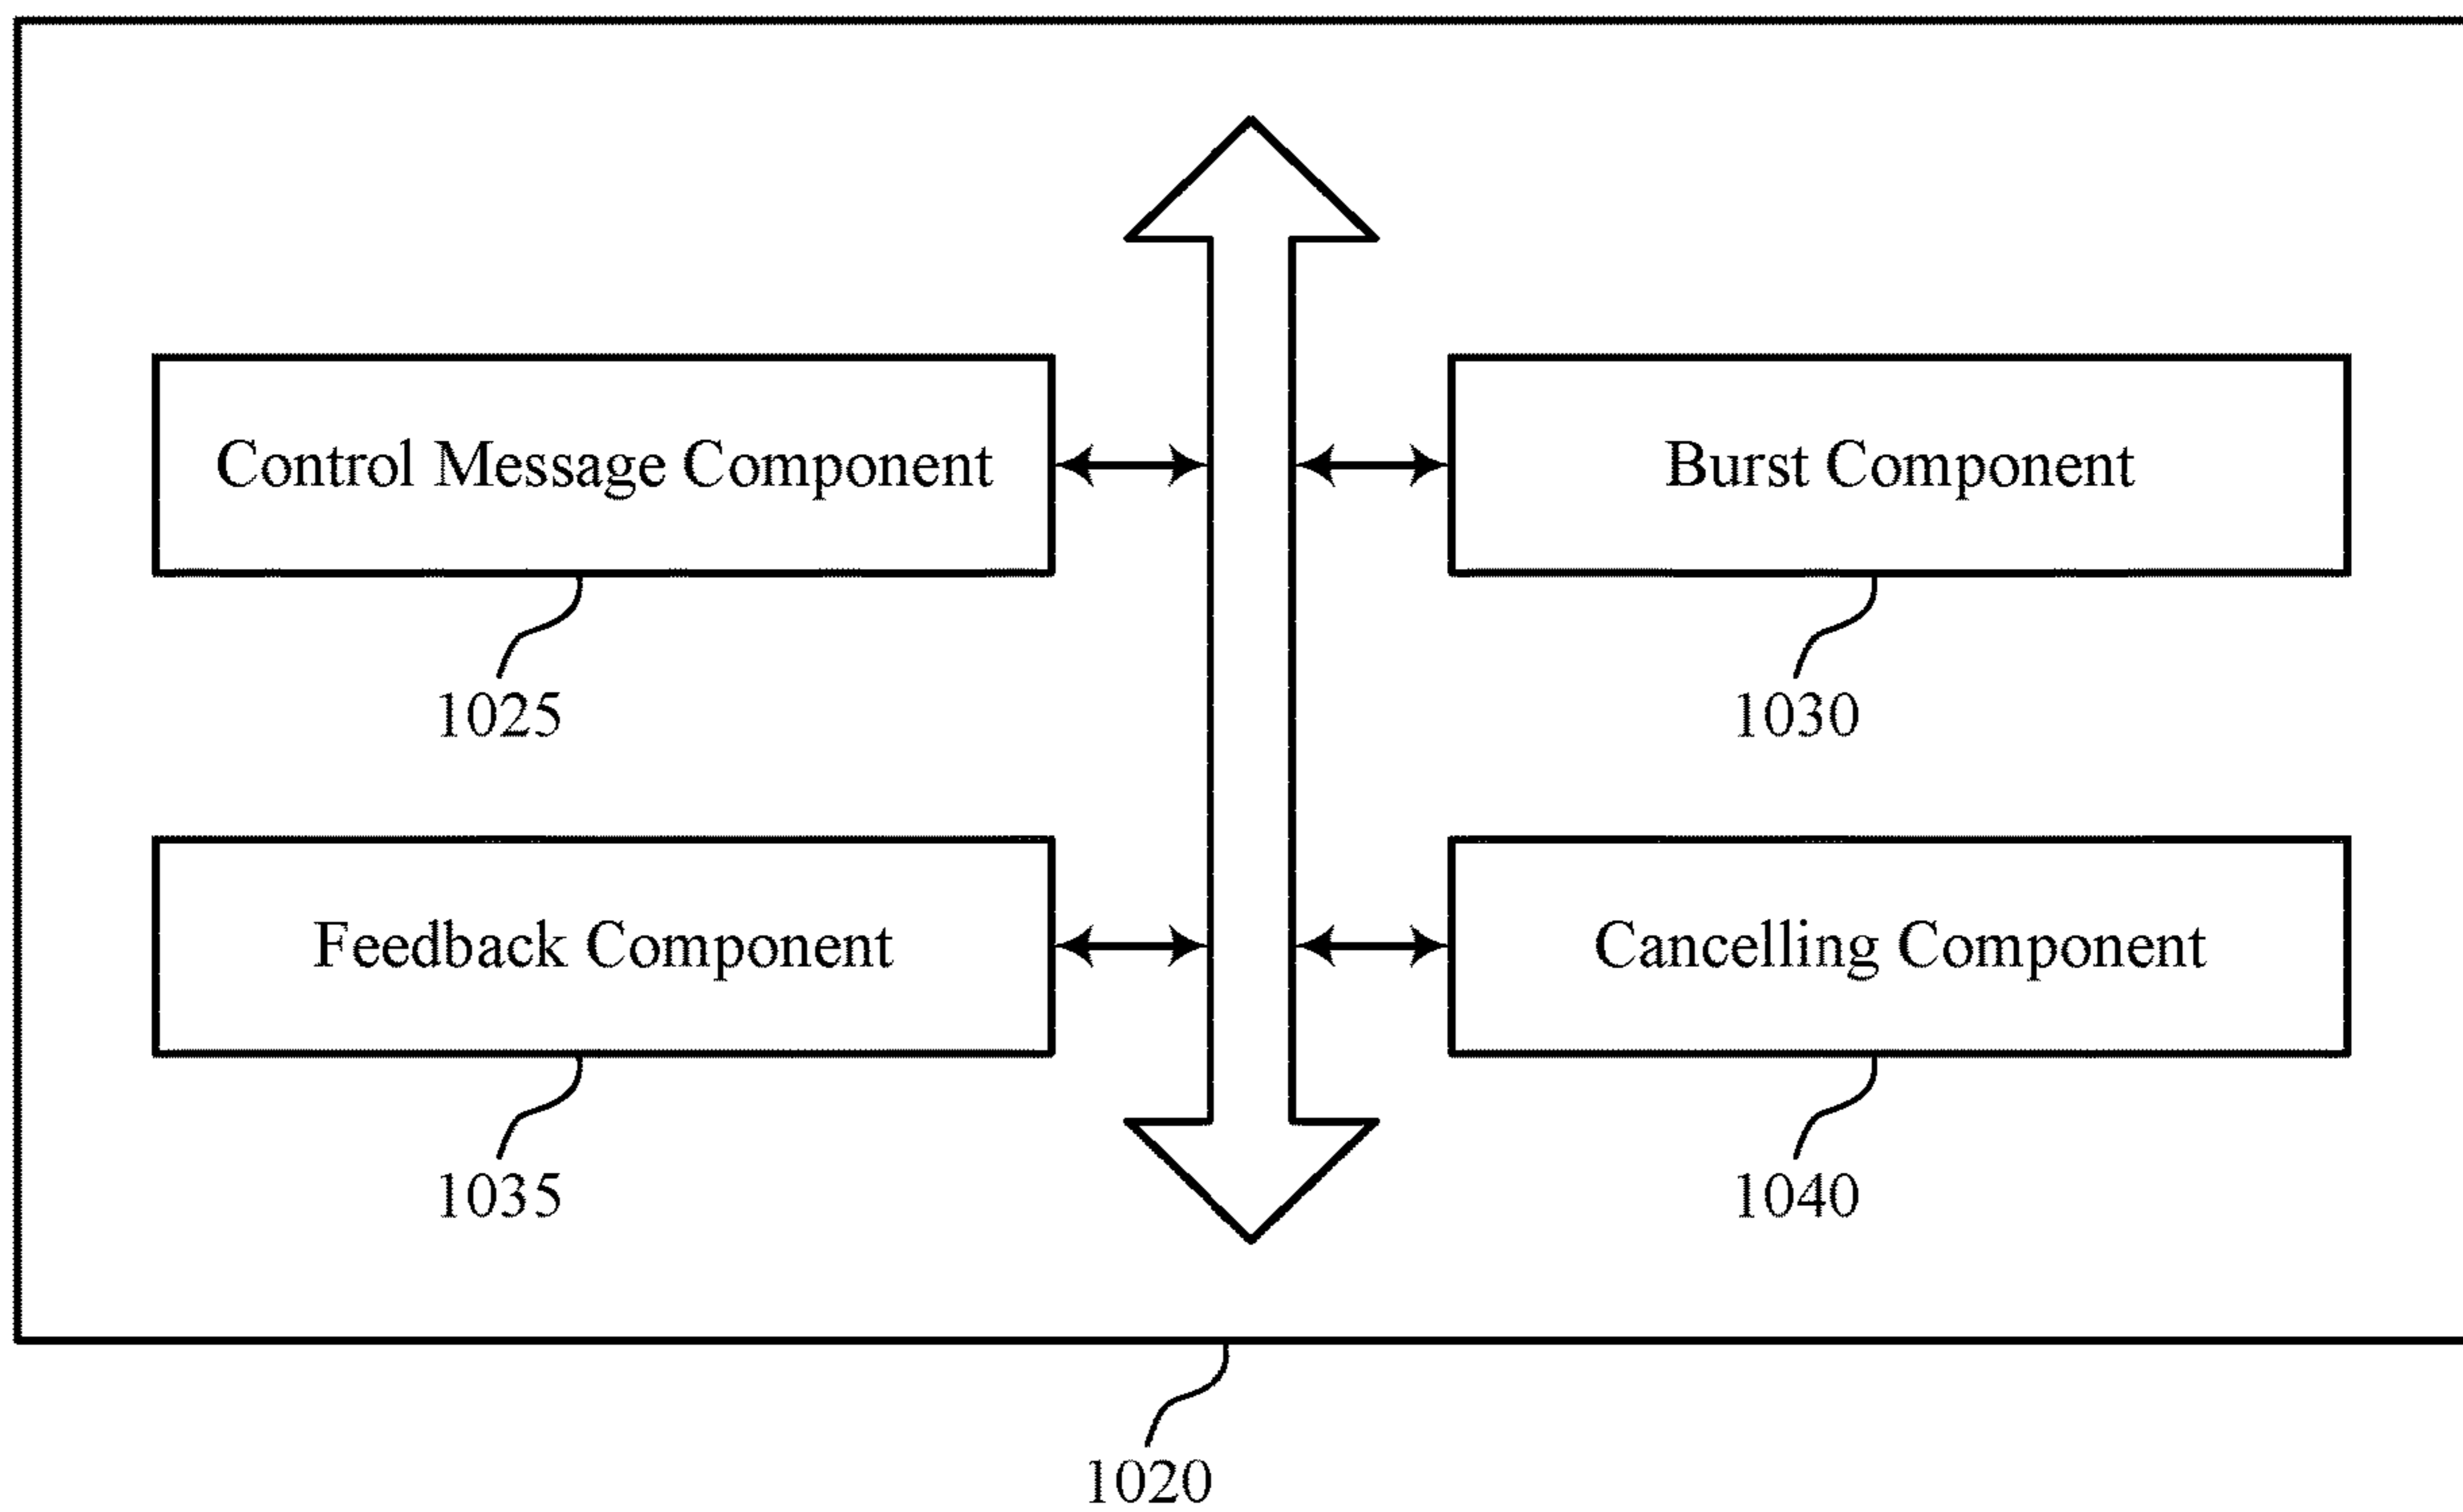 Control Message Component
Burst Component
1025
1030
Feedback Component
Cancelling Component
1035
1040
1020